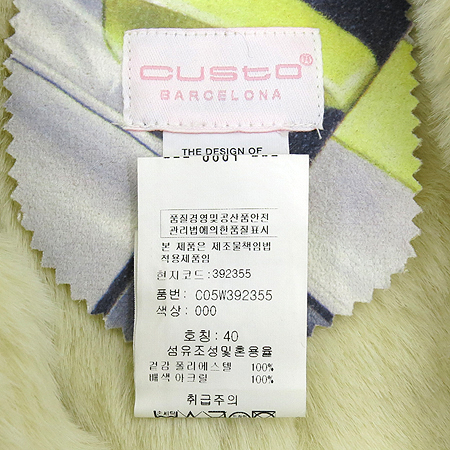 custo
BARCELONA
THE DESIGN OF
품질경영및공산품안전
관리법에의한품질표시
본 제품은 제조물책임법
적용제품임
현지코드: 392355
품번: C05W392355
색상: 000
호칭: 40
섬유조성및혼용율
겉감 폴리에스텔 100%
배색 아크릴 100%
취급주의